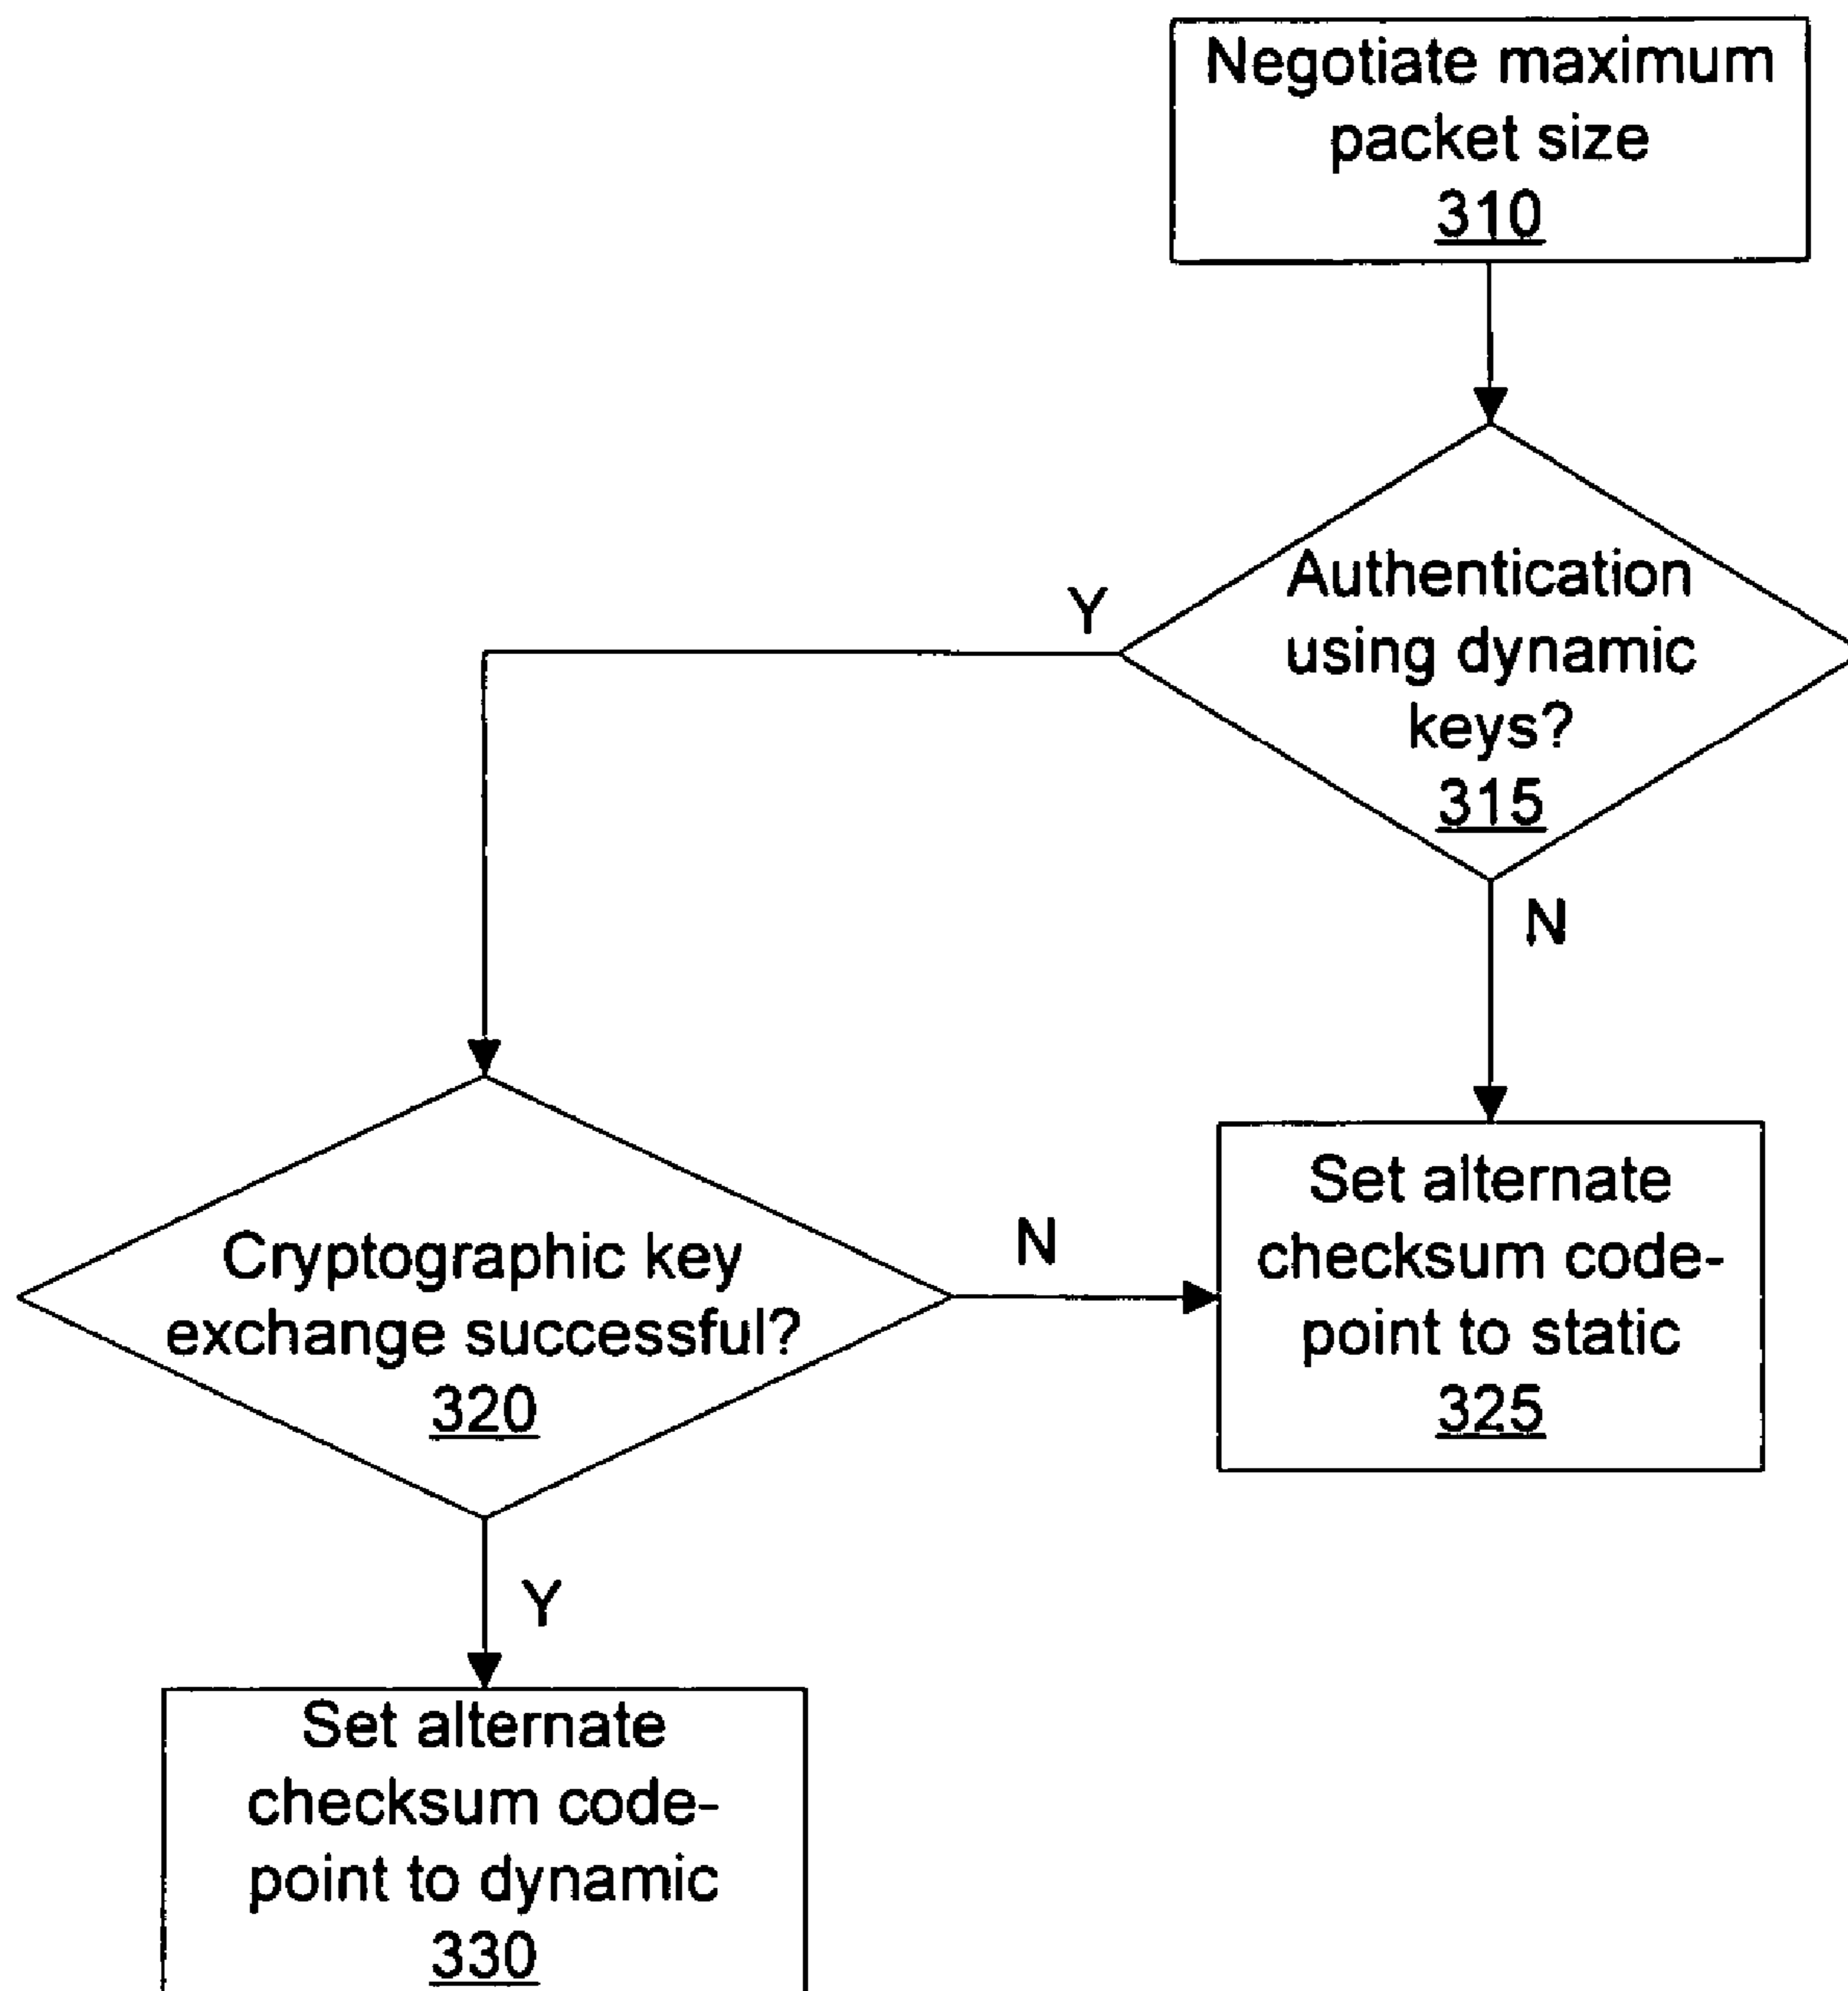 Negotiate maximum
packet size
310
Authentication
using dynamic
keys?
315
Y
N
Cryptographic key
exchange successful?
320
N
Set alternate
checksum code-
point to static
325
Y
Set alternate
checksum code-
point to dynamic
330